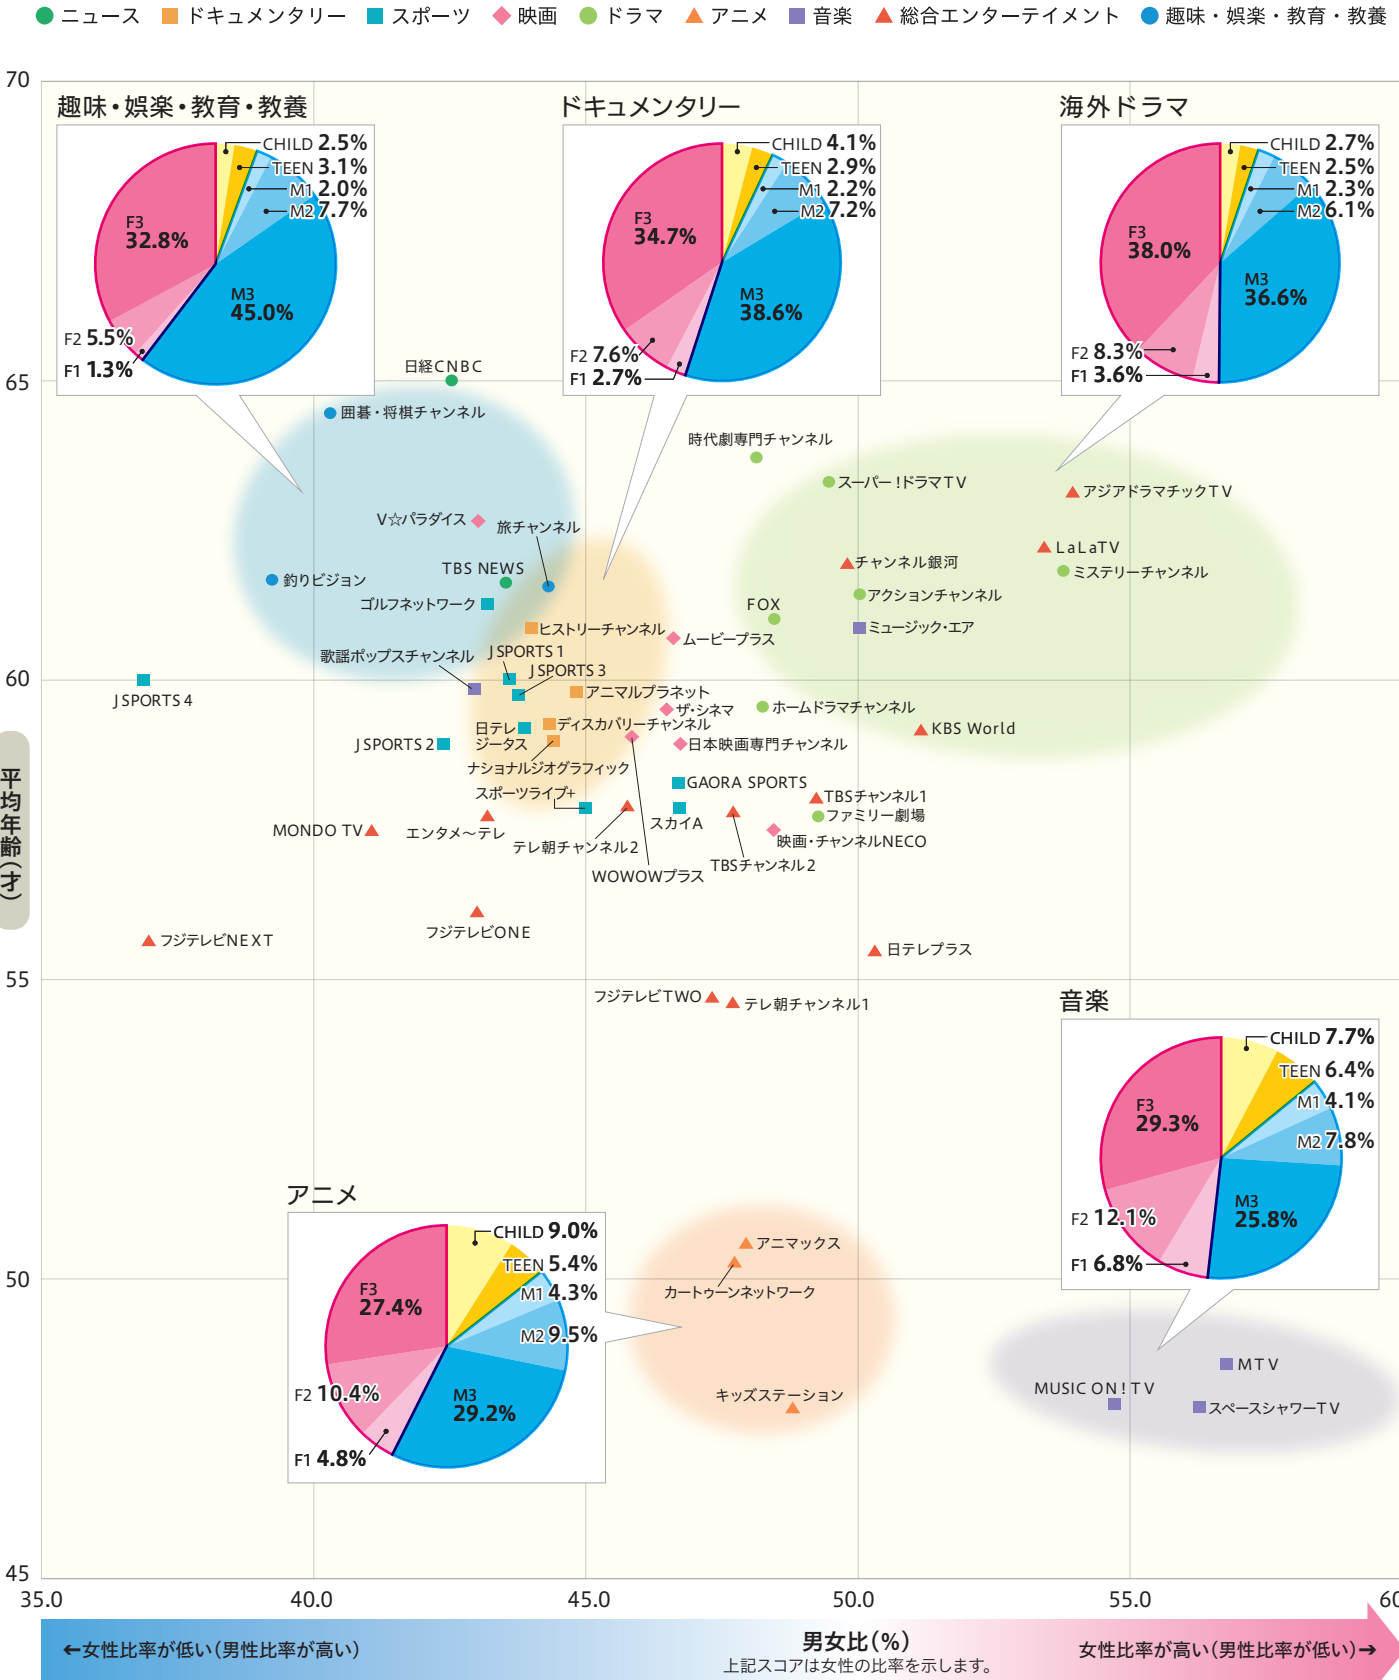 ニュース ドキュメンタリー スポーツ 映画 ドラマ アニメ 音楽 総合エンターテイメント 趣味・娯楽・教育・教養
70
趣味・娯楽・教育・教養
CHILD 2.5%
TEEN 3.1%
M1 2.0%
M2 7.7%
F3
32.8%
M3
45.0%
F2 5.5%
F1 1.3%
ドキュメンタリー
CHILD 4.1%
TEEN 2.9%
M1 2.2%
M2 7.2%
F3
34.7%
M3
38.6%
F2 7.6%
F1 2.7%
海外ドラマ
CHILD 2.7%
TEEN 2.5%
M1 2.3%
M2 6.1%
F3
38.0%
M3
36.6%
F2 8.3%
F1 3.6%
65
日経CNBC
囲碁・将棋チャンネル
時代劇専門チャンネル
スーパー!ドラマTV
アジアドラマチックTV
V☆パラダイス
旅チャンネル
LaLaTV
チャンネル銀河
ミステリーチャンネル
TBS NEWS
釣りビジョン
アクションチャンネル
ゴルフネットワーク
FOX
ヒストリーチャンネル
ムービープラス
ミュージック・エア
歌謡ポップスチャンネル
J SPORTS 1
J SPORTS 3
60
J SPORTS 4
アニマルプラネット
ザ・シネマ
ホームドラマチャンネル
日テレ
ジータス
ディスカバリーチャンネル
KBS World
J SPORTS 2
日本映画専門チャンネル
ナショナルジオグラフィック
GAORA SPORTS
スポーツライブ+
TBSチャンネル1
ファミリー劇場
スカイA
MONDO TV
エンタメ〜テレ
映画・チャンネルNECO
テレ朝チャンネル2
TBSチャンネル2
WOWOWプラス
平均年齢(才)
フジテレビONE
フジテレビNEXT
日テレプラス
55
フジテレビTWO
テレ朝チャンネル1
音楽
CHILD 7.7%
TEEN 6.4%
M1 4.1%
M2 7.8%
F3
29.3%
M3
25.8%
F2 12.1%
F1 6.8%
アニメ
CHILD 9.0%
TEEN 5.4%
M1 4.3%
M2 9.5%
F3
27.4%
M3
29.2%
F2 10.4%
F1 4.8%
アニマックス
50
カートゥーンネットワーク
キッズステーション
MTV
MUSIC ON! TV
スペースシャワーTV
45
35.0 40.0 45.0 50.0 55.0 60
←女性比率が低い(男性比率が高い) 男女比(%) 女性比率が高い(男性比率が低い)→
上記スコアは女性の比率を示します。